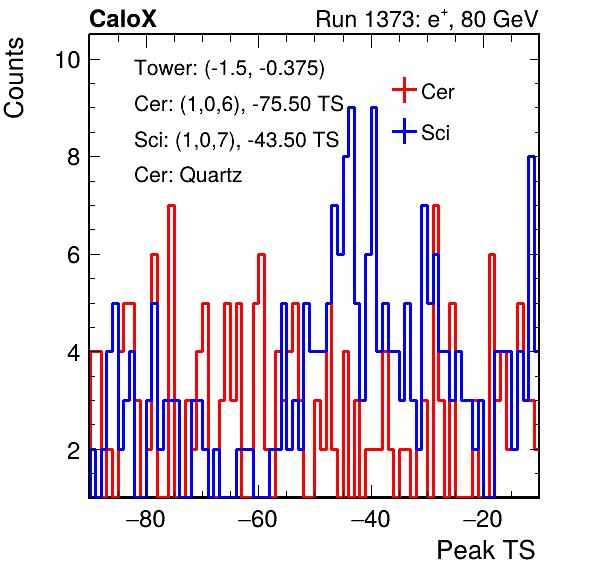 CaloX Run 1373: e⁺, 80 GeV
Counts
Tower: (-1.5, -0.375)
Cer: (1,0,6), -75.50 TS
Sci: (1,0,7), -43.50 TS
Cer: Quartz
Cer
Sci
10
8
6
4
2
−80 −60 −40 −20
Peak TS